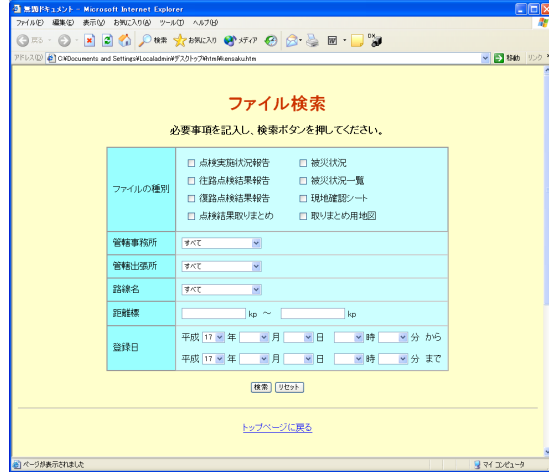 無題ドキュメント - Microsoft Internet Explorer
ファイル(F) 編集(E) 表示(V) お気に入り(A) ツール(T) ヘルプ(H)
戻る 検索 お気に入り メディア
アドレス(D) C:¥Documents and Settings¥Localadmin¥デスクトップ¥html¥kensaku.htm 移動 リンク
ファイル検索
必要事項を記入し、検索ボタンを押してください。
ファイルの種別
点検実施状況報告 被災状況
往路点検結果報告 被災状況一覧
復路点検結果報告 現地確認シート
点検結果取りまとめ 取りまとめ用地図
管轄事務所 すべて
管轄出張所 すべて
路線名 すべて
距離標 kp ～ kp
登録日
平成 17 年 月 日 時 分 から
平成 17 年 月 日 時 分 まで
検索 リセット
トップページに戻る
ページが表示されました マイ コンピュータ